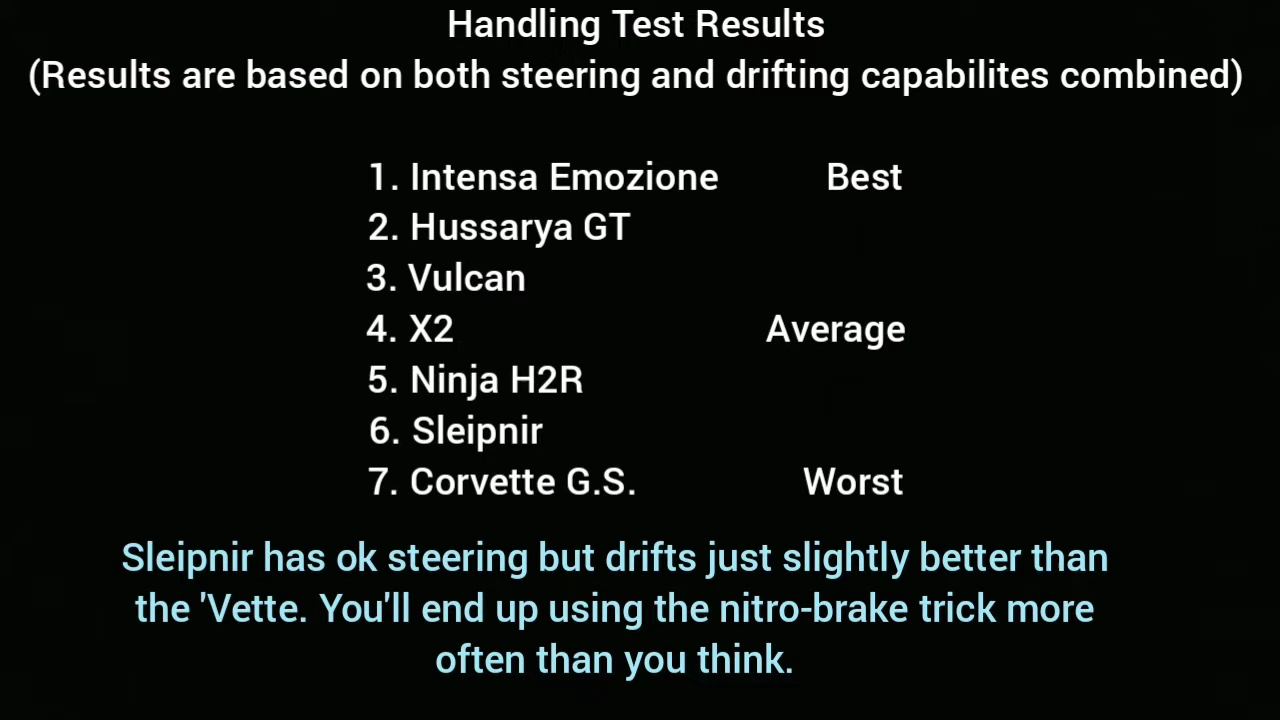 Handling Test Results
(Results are based on both steering and drifting capabilites combined)
1. Intensa Emozione Best
2. Hussarya GT
3. Vulcan
4. X2 Average
5. Ninja H2R
6. Sleipnir
7. Corvette G.S. Worst
Sleipnir has ok steering but drifts just slightly better than
the 'Vette. You'll end up using the nitro-brake trick more
often than you think.